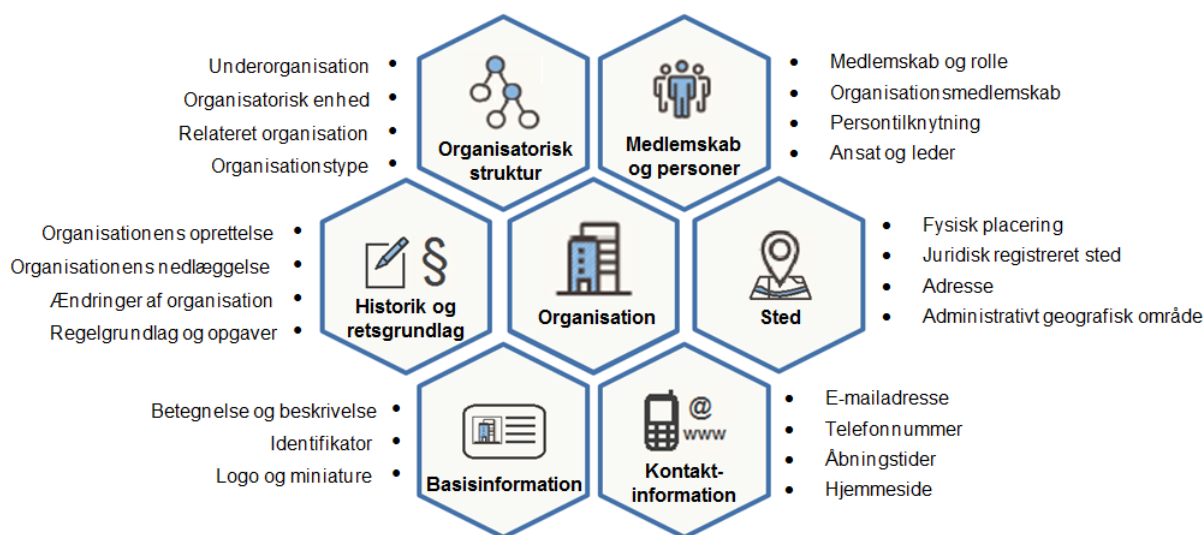 Underorganisation
Organisatorisk enhed
Relateret organisation
Organisationstype
Organisatorisk
struktur
Medlemskab
og personer
Medlemskab og rolle
Organisationsmedlemskab
Persontilknytning
Ansat og leder
Organisationens oprettelse
Organisationens nedlæggelse
Ændringer af organisation
Regelgrundlag og opgaver
§
Historik og
retsgrundlag
Organisation
Sted
Fysisk placering
Juridisk registreret sted
Adresse
Administrativt geografisk område
Betegnelse og beskrivelse
Identifikator
Logo og miniature
Basisinformation
@
www
Kontakt-
information
E-mailadresse
Telefonnummer
Åbningstider
Hjemmeside